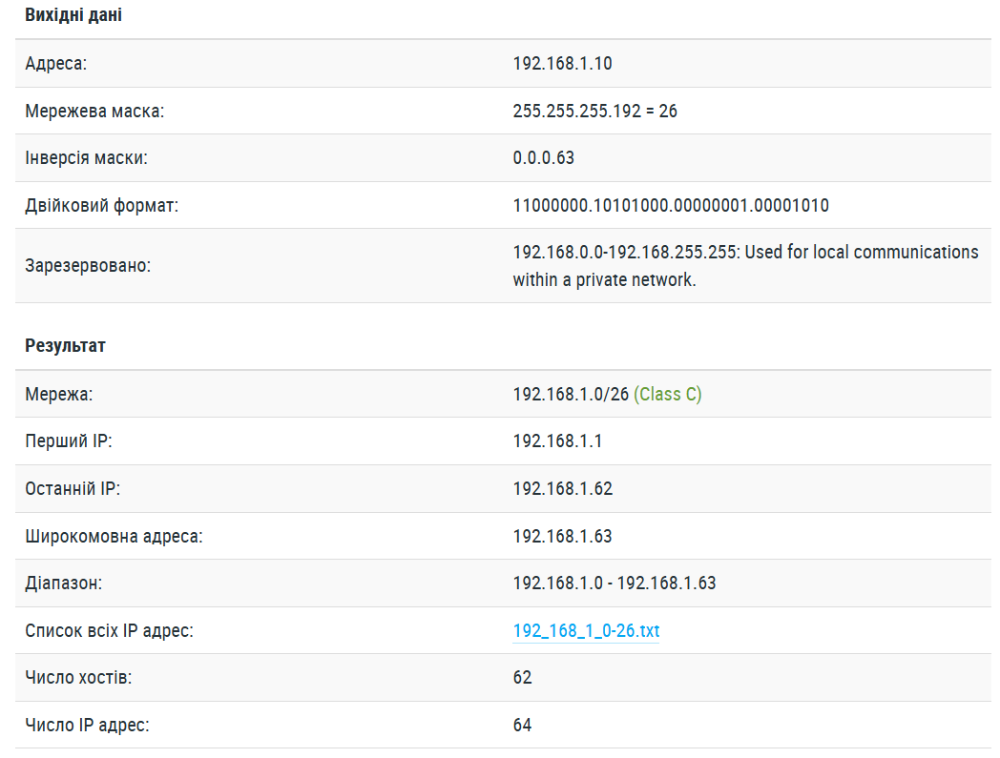 Вихідні дані
Адреса: 192.168.1.10
Мережева маска: 255.255.255.192 = 26
Інверсія маски: 0.0.0.63
Двійковий формат: 11000000.10101000.00000001.00001010
Зарезервовано: 192.168.0.0-192.168.255.255: Used for local communications
within a private network.
Результат
Мережа: 192.168.1.0/26 (Class C)
Перший IP: 192.168.1.1
Останній IP: 192.168.1.62
Широкомовна адреса: 192.168.1.63
Діапазон: 192.168.1.0 - 192.168.1.63
Список всіх IP адрес: 192_168_1_0-26.txt
Число хостів: 62
Число IP адрес: 64